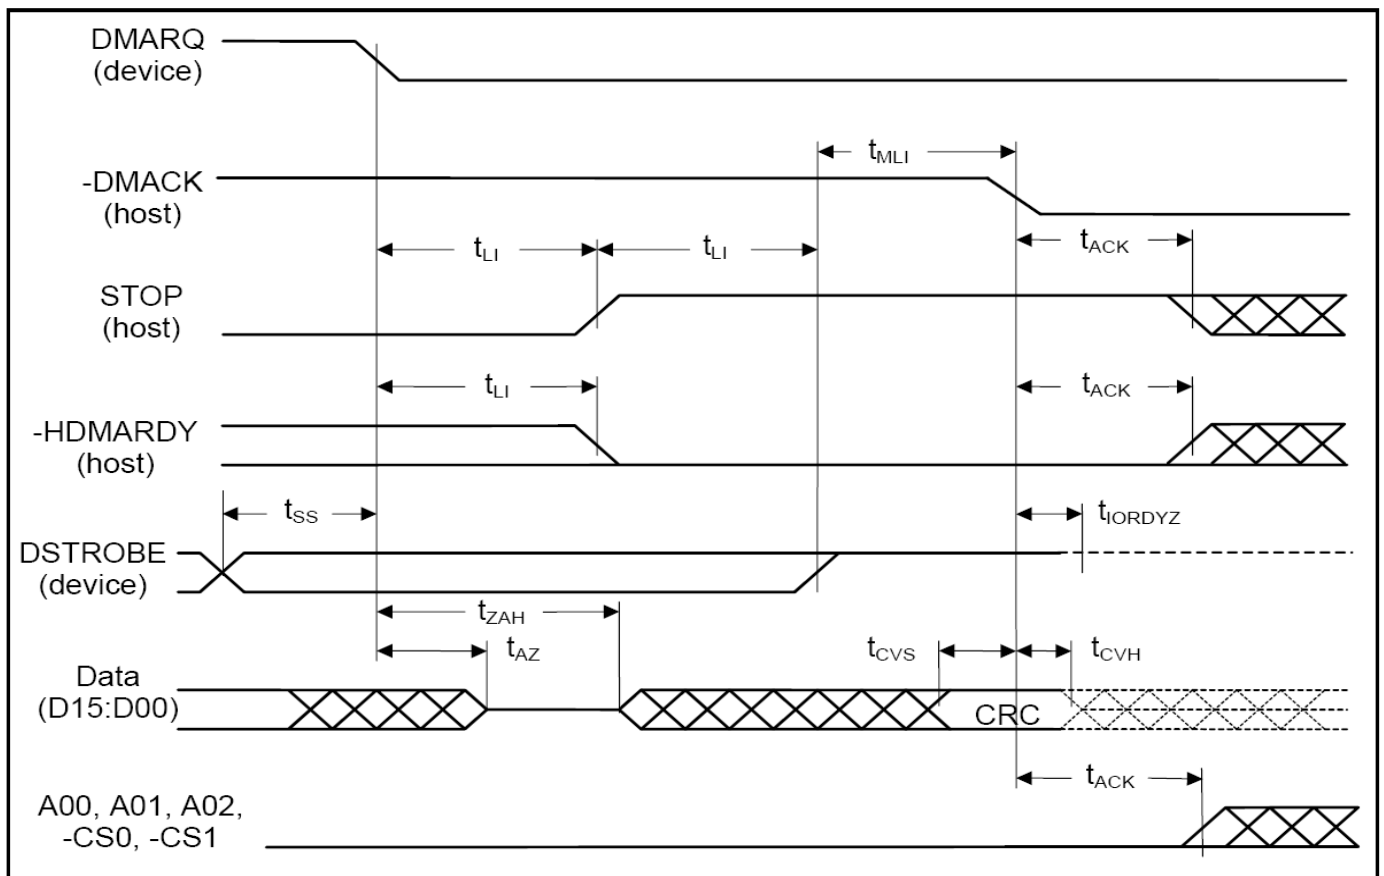 DMARQ
(device)
tMLI
-DMACK
(host)
tLI
tLI
tACK
STOP
(host)
tLI
tACK
-HDMARDY
(host)
tSS
tIORDYZ
DSTROBE
(device)
tZAH
tAZ
tCVS
tCVH
Data
(D15:D00)
CRC
tACK
A00, A01, A02,
-CS0, -CS1